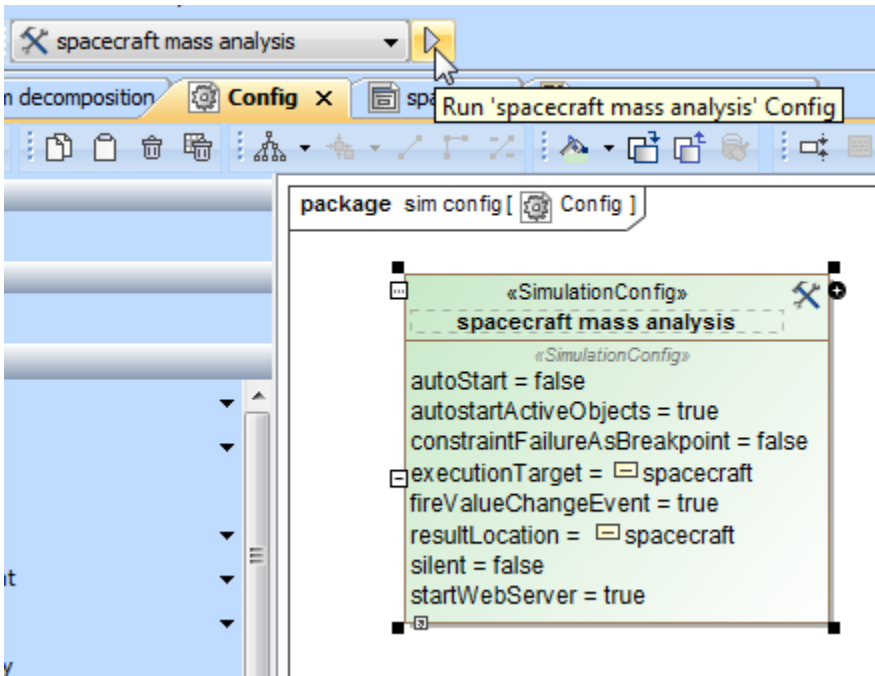 spacecraft mass analysis
decomposition
Config
Run 'spacecraft mass analysis' Config
package sim config[ Config ]
«SimulationConfig»
spacecraft mass analysis
«SimulationConfig»
autoStart = false
autostartActiveObjects = true
constraintFailureAsBreakpoint = false
executionTarget = spacecraft
fireValueChangeEvent = true
resultLocation = spacecraft
silent = false
startWebServer = true